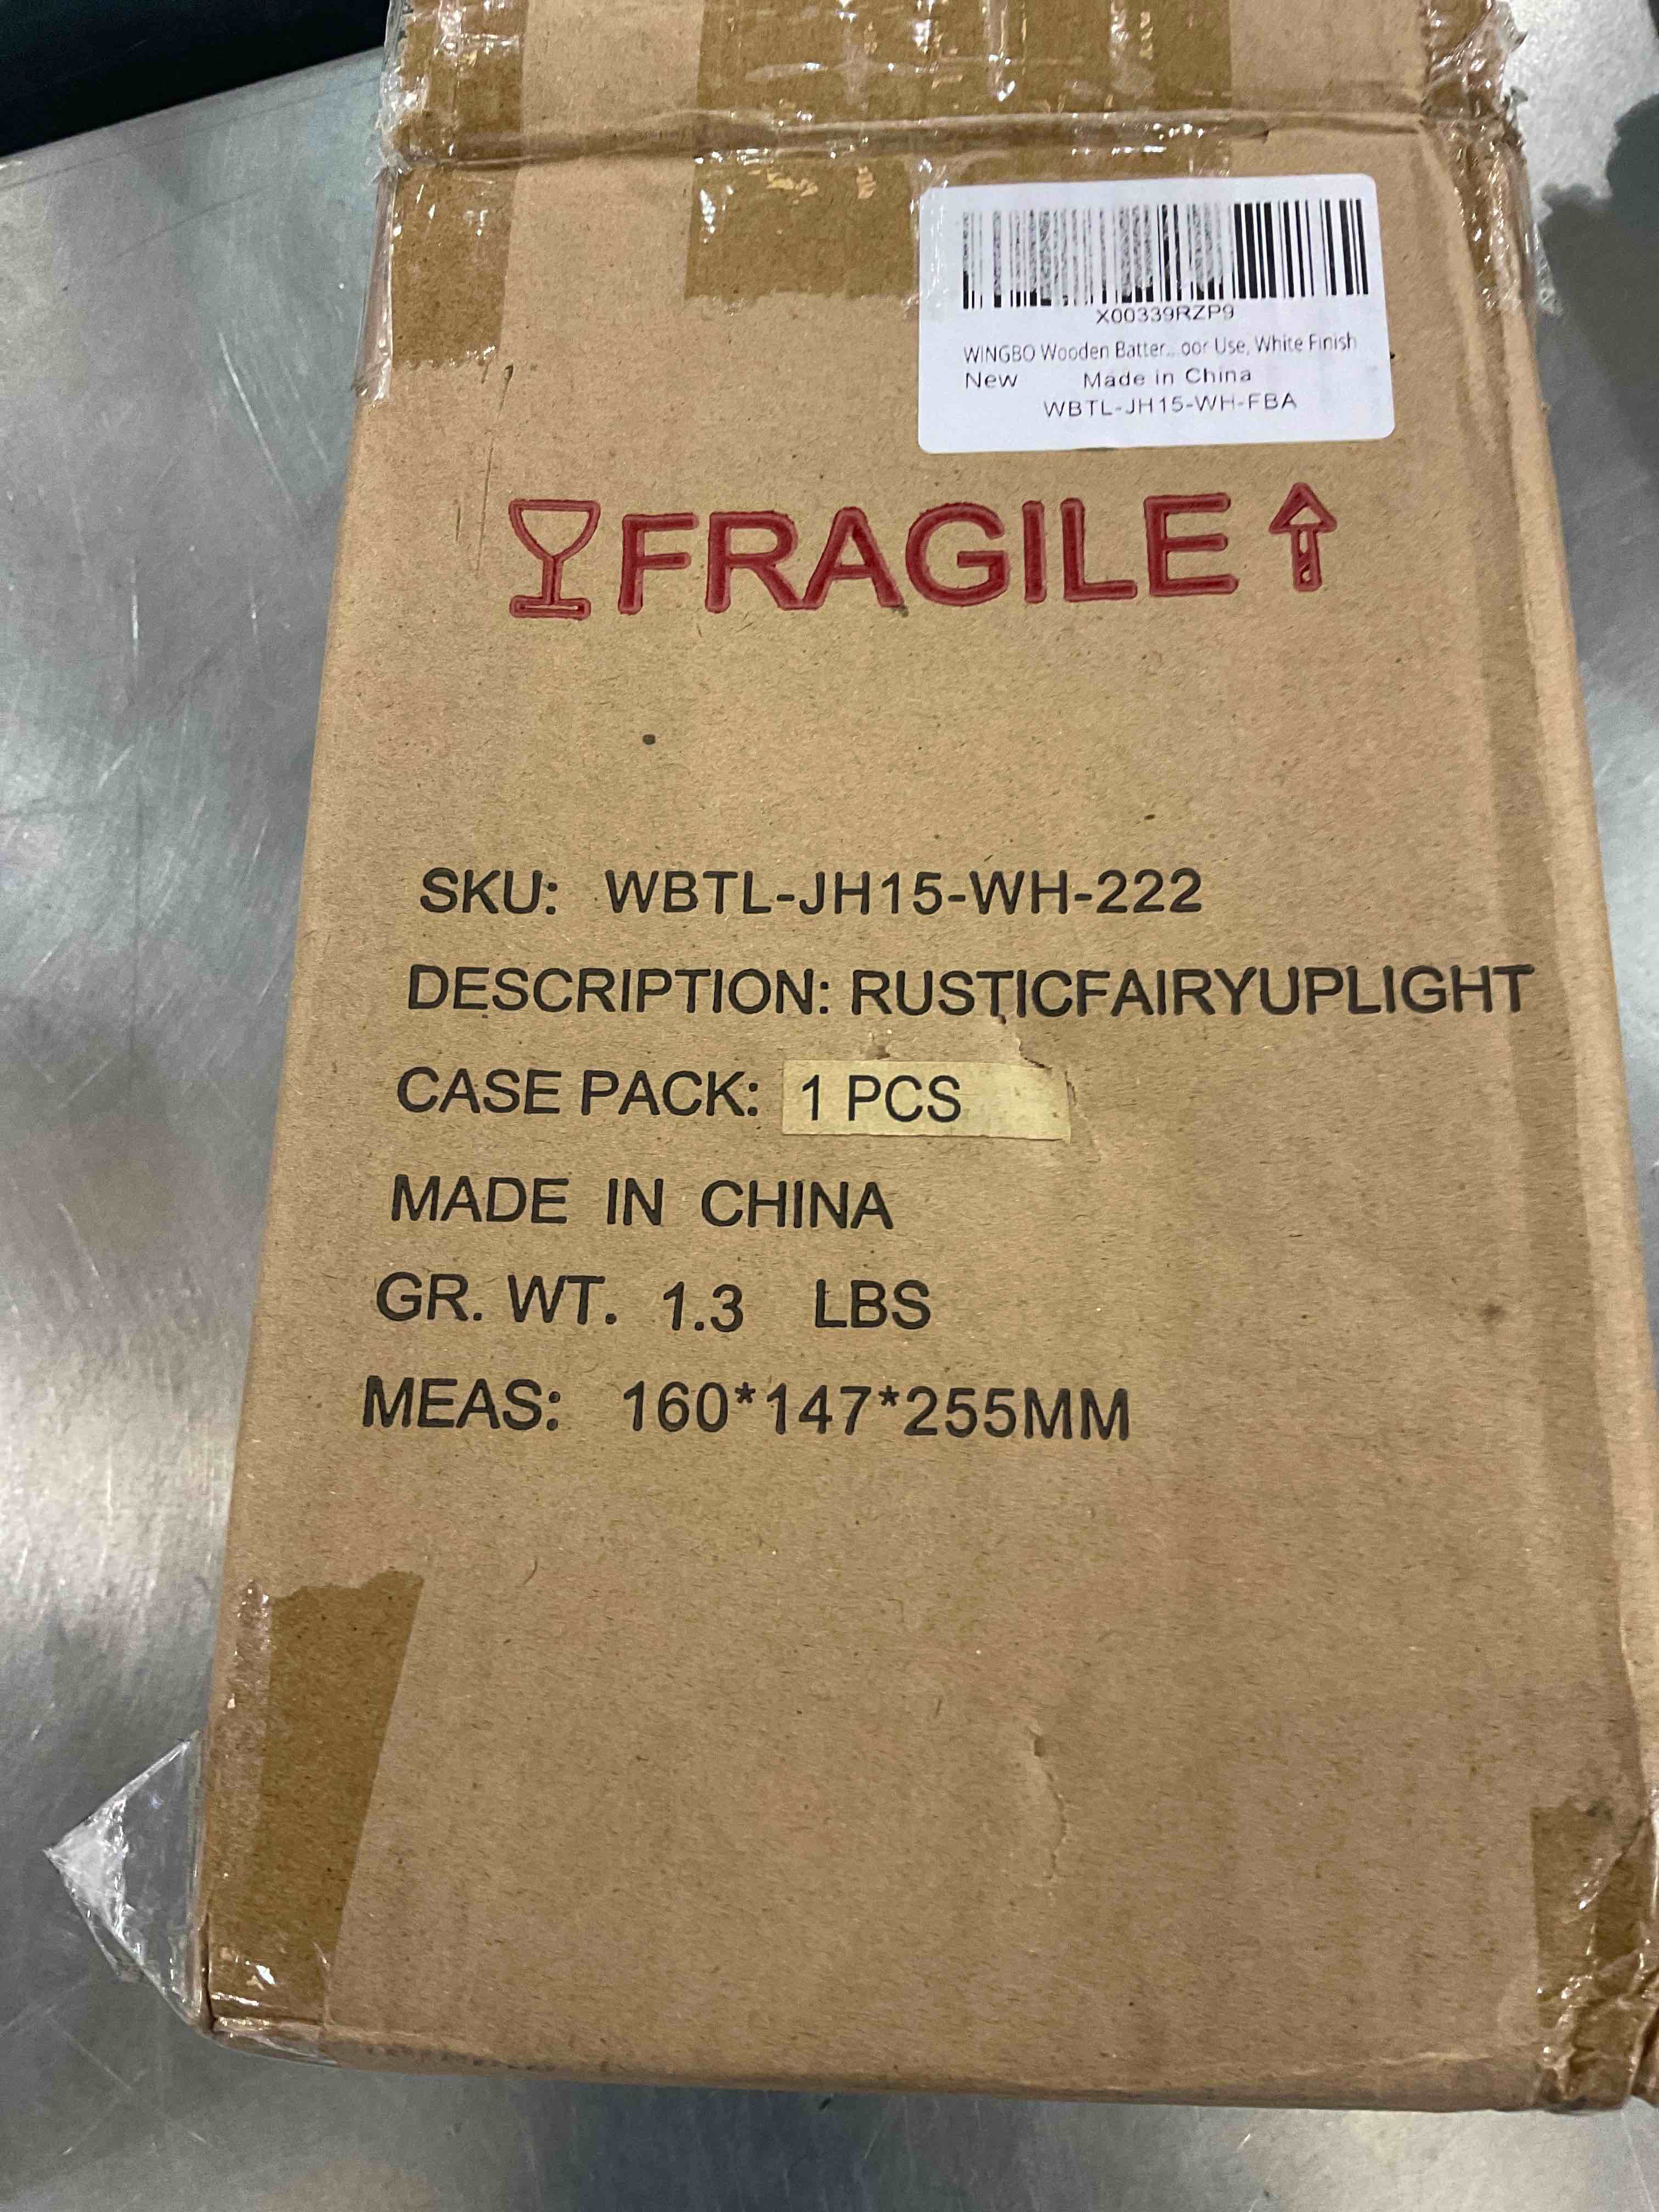 X00339RZP9
WINGBO Wooden Batter...oor Use, White Finish
New Made in China
WBTL-JH15-WH-FBA
FRAGILE
SKU: WBTL-JH15-WH-222
DESCRIPTION: RUSTICFAIRYUPLIGHT
CASE PACK: 1 PCS
MADE IN CHINA
GR. WT. 1.3 LBS
MEAS: 160*147*255MM